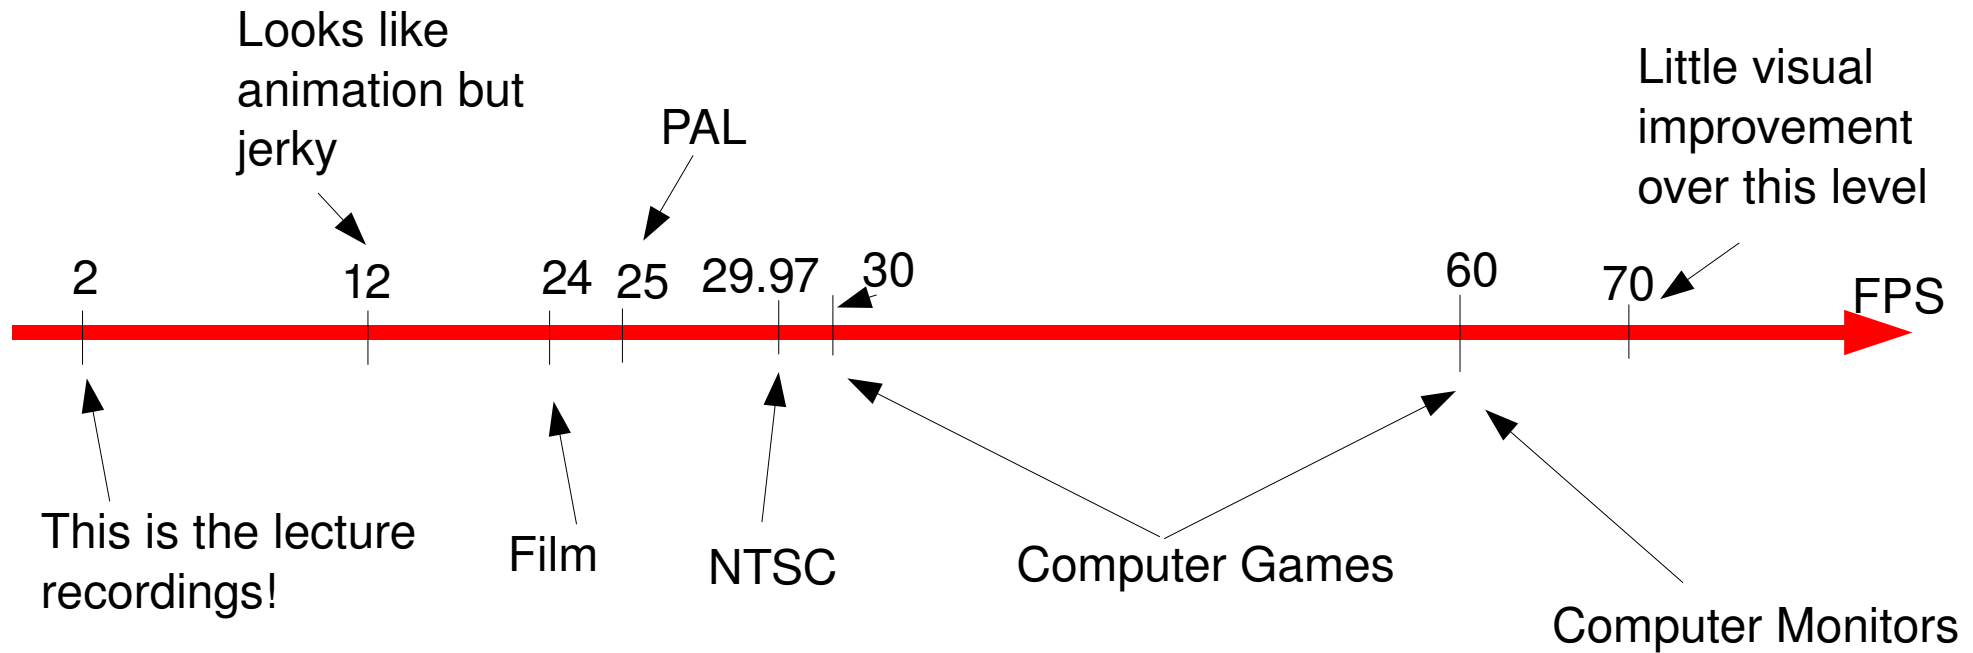 Looks like
animation but
jerky
PAL
Little visual
improvement
over this level
2
12
24
25
29.97
30
60
70
FPS
This is the lecture
recordings!
Film
NTSC
Computer Games
Computer Monitors